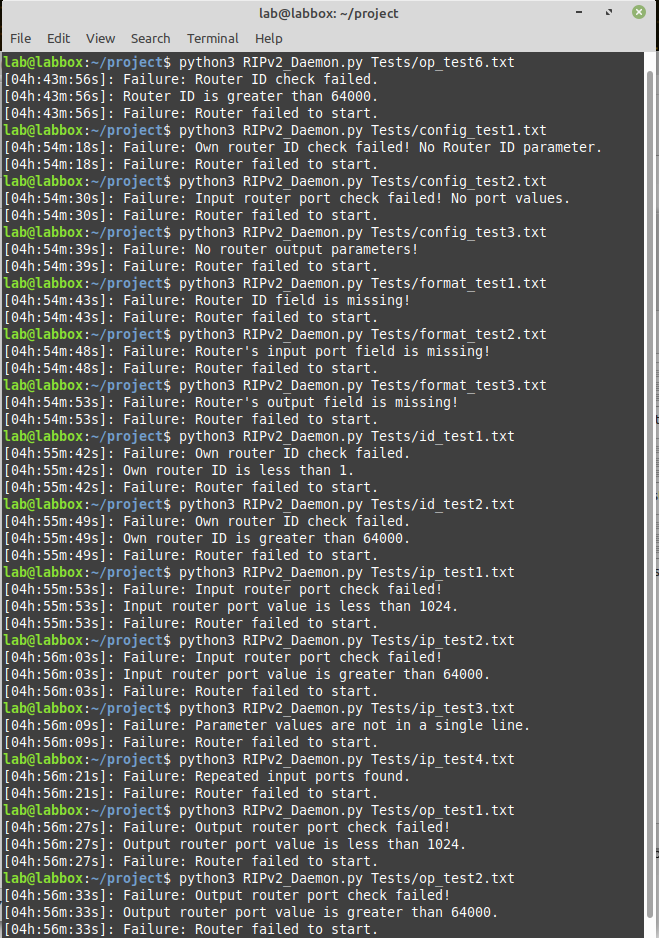 lab@labbox: ~/project
File Edit View Search Terminal Help
lab@labbox:~/project$ python3 RIPv2_Daemon.py Tests/op_test6.txt
[04h:43m:56s]: Failure: Router ID check failed.
[04h:43m:56s]: Router ID is greater than 64000.
[04h:43m:56s]: Failure: Router failed to start.
lab@labbox:~/project$ python3 RIPv2_Daemon.py Tests/config_test1.txt
[04h:54m:18s]: Failure: Own router ID check failed! No Router ID parameter.
[04h:54m:18s]: Failure: Router failed to start.
lab@labbox:~/project$ python3 RIPv2_Daemon.py Tests/config_test2.txt
[04h:54m:30s]: Failure: Input router port check failed! No port values.
[04h:54m:30s]: Failure: Router failed to start.
lab@labbox:~/project$ python3 RIPv2_Daemon.py Tests/config_test3.txt
[04h:54m:39s]: Failure: No router output parameters!
[04h:54m:39s]: Failure: Router failed to start.
lab@labbox:~/project$ python3 RIPv2_Daemon.py Tests/format_test1.txt
[04h:54m:43s]: Failure: Router ID field is missing!
[04h:54m:43s]: Failure: Router failed to start.
lab@labbox:~/project$ python3 RIPv2_Daemon.py Tests/format_test2.txt
[04h:54m:48s]: Failure: Router's input port field is missing!
[04h:54m:48s]: Failure: Router failed to start.
lab@labbox:~/project$ python3 RIPv2_Daemon.py Tests/format_test3.txt
[04h:54m:53s]: Failure: Router's output field is missing!
[04h:54m:53s]: Failure: Router failed to start.
lab@labbox:~/project$ python3 RIPv2_Daemon.py Tests/id_test1.txt
[04h:55m:42s]: Failure: Own router ID check failed.
[04h:55m:42s]: Own router ID is less than 1.
[04h:55m:42s]: Failure: Router failed to start.
lab@labbox:~/project$ python3 RIPv2_Daemon.py Tests/id_test2.txt
[04h:55m:49s]: Failure: Own router ID check failed.
[04h:55m:49s]: Own router ID is greater than 64000.
[04h:55m:49s]: Failure: Router failed to start.
lab@labbox:~/project$ python3 RIPv2_Daemon.py Tests/ip_test1.txt
[04h:55m:53s]: Failure: Input router port check failed!
[04h:55m:53s]: Input router port value is less than 1024.
[04h:55m:53s]: Failure: Router failed to start.
lab@labbox:~/project$ python3 RIPv2_Daemon.py Tests/ip_test2.txt
[04h:56m:03s]: Failure: Input router port check failed!
[04h:56m:03s]: Input router port value is greater than 64000.
[04h:56m:03s]: Failure: Router failed to start.
lab@labbox:~/project$ python3 RIPv2_Daemon.py Tests/ip_test3.txt
[04h:56m:09s]: Failure: Parameter values are not in a single line.
[04h:56m:09s]: Failure: Router failed to start.
lab@labbox:~/project$ python3 RIPv2_Daemon.py Tests/ip_test4.txt
[04h:56m:21s]: Failure: Repeated input ports found.
[04h:56m:21s]: Failure: Router failed to start.
lab@labbox:~/project$ python3 RIPv2_Daemon.py Tests/op_test1.txt
[04h:56m:27s]: Failure: Output router port check failed!
[04h:56m:27s]: Output router port value is less than 1024.
[04h:56m:27s]: Failure: Router failed to start.
lab@labbox:~/project$ python3 RIPv2_Daemon.py Tests/op_test2.txt
[04h:56m:33s]: Failure: Output router port check failed!
[04h:56m:33s]: Output router port value is greater than 64000.
[04h:56m:33s]: Failure: Router failed to start.